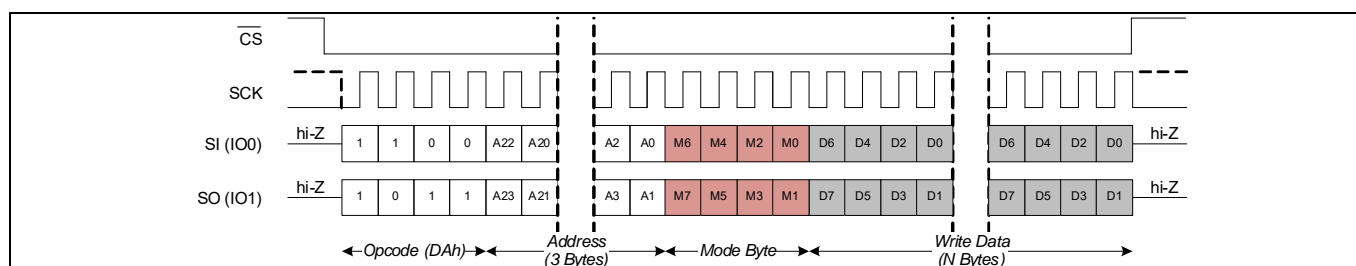 CS
SCK
SI (IO0) hi-Z 1 1 0 0 A22 A20 A2 A0 M6 M4 M2 M0 D6 D4 D2 D0 D6 D4 D2 D0 hi-Z
SO (IO1) hi-Z 1 0 1 1 A23 A21 A3 A1 M7 M5 M3 M1 D7 D5 D3 D1 D7 D5 D3 D1 hi-Z
Opcode (DAh) Address Mode Byte Write Data
(3 Bytes) (N Bytes)